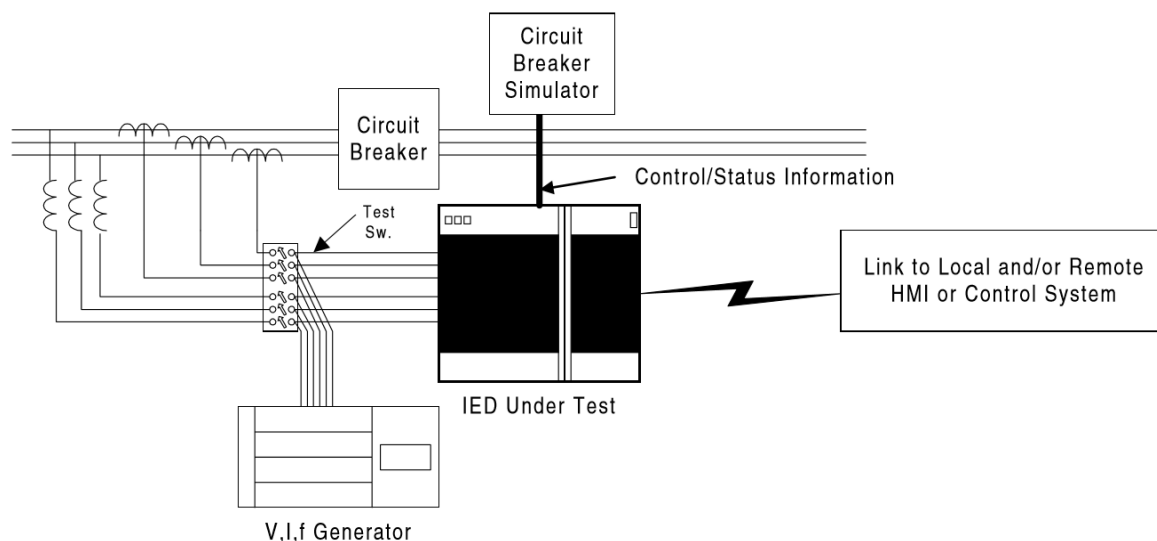 Circuit
Breaker
Simulator
Circuit
Breaker
Control/Status Information
Test
Sw.
Link to Local and/or Remote
HMI or Control System
IED Under Test
V,I,f Generator